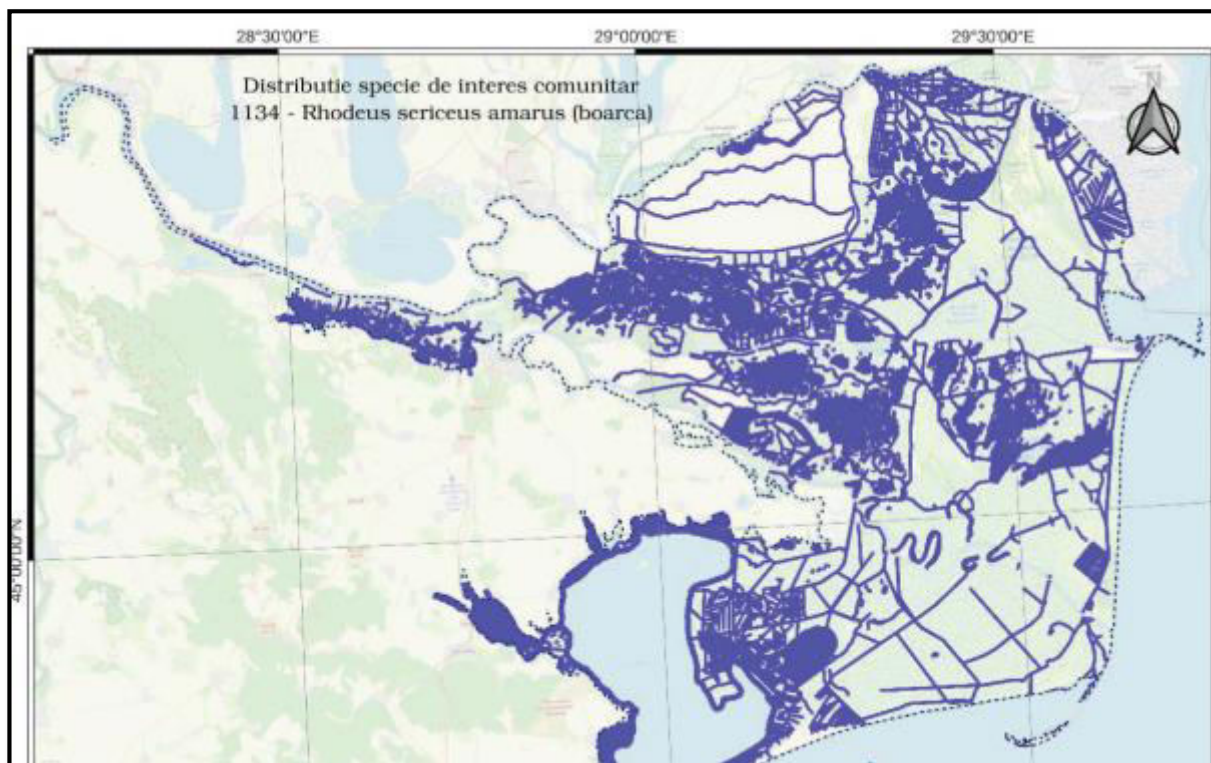 28°30'00"E 29°00'00"E 29°30'00"E
Distributie specie de interes comunitar
1134 - Rhodeus sericeus amarus (boarca)
N
45°00'00"N